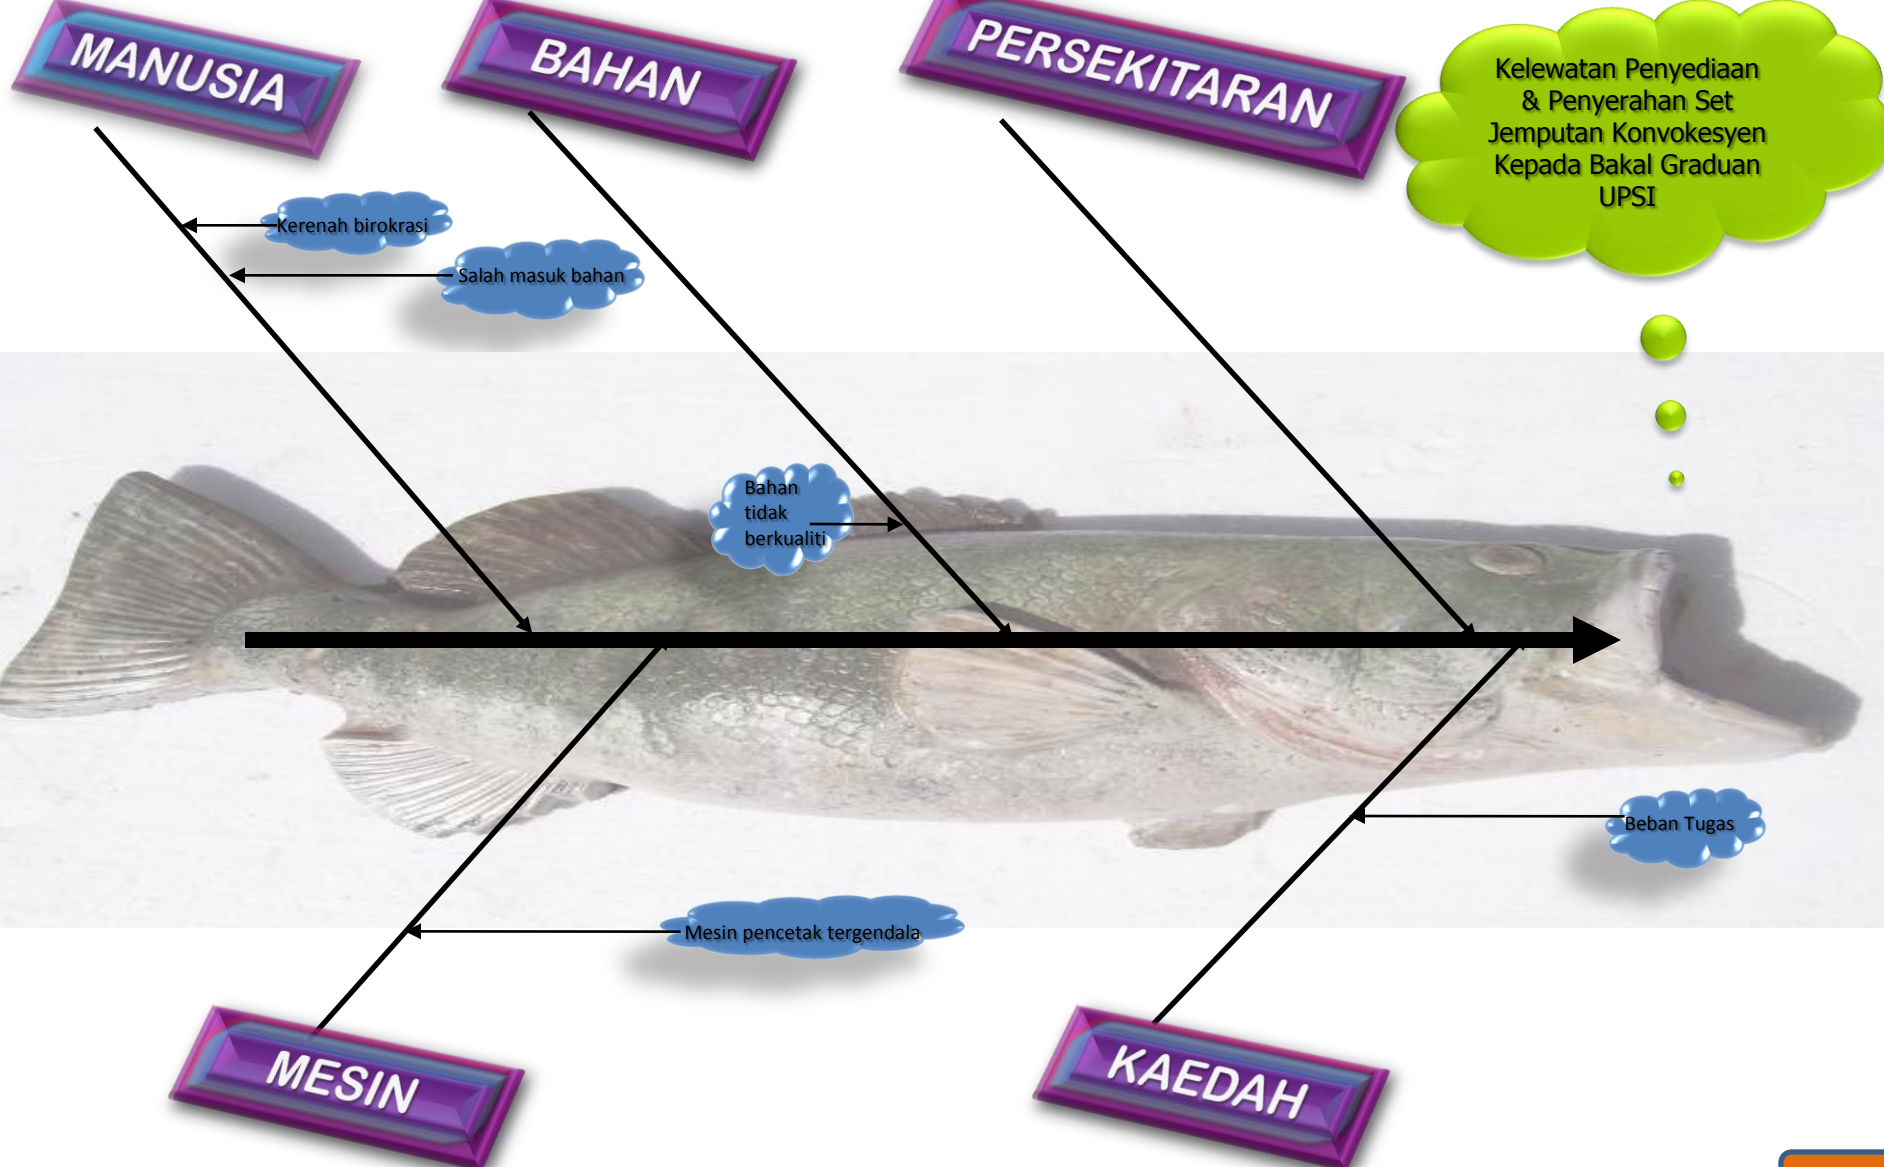 MANUSIA
BAHAN
PERSEKITARAN
Kelewatan Penyediaan
& Penyerahan Set
Jemputan Konvokesyen
Kepada Bakal Graduan
UPSI
Kerenah birokrasi
Salah masuk bahan
Bahan
tidak
berkualiti
Beban Tugas
Mesin pencetak tergendala
MESIN
KAEDAH